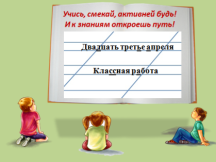 Учись, смекай, активней будь!
И к знаниям откроешь путь!
Двадцать третье апреля
Классная работа